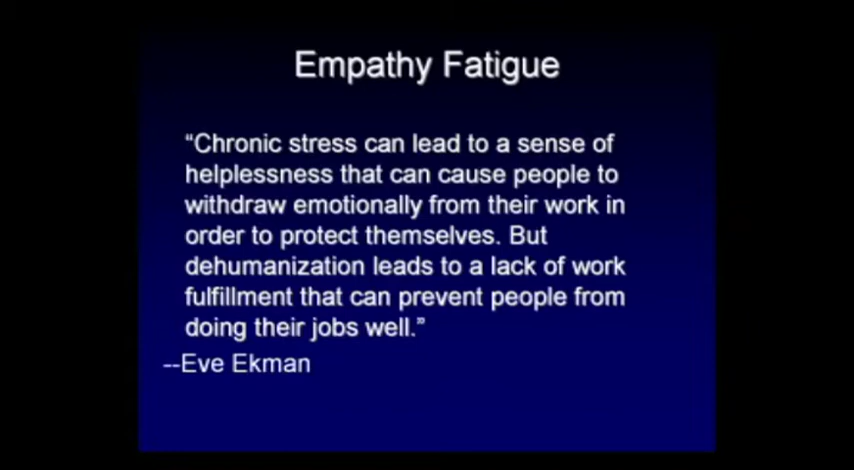 Empathy Fatigue
“Chronic stress can lead to a sense of
helplessness that can cause people to
withdraw emotionally from their work in
order to protect themselves. But
dehumanization leads to a lack of work
fulfillment that can prevent people from
doing their jobs well.”
--Eve Ekman